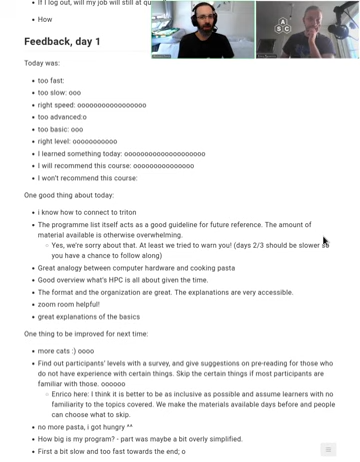 If I log out, will my job will still at qu
How
Feedback, day 1
Today was:
too fast:
too slow: ooo
right speed: ooooooooooooooooo
too advanced:o
too basic: ooo
right level: ooooooooooo
I learned something today: oooooooooooooooooooo
I will recommend this course: ooooooooooooooo
I won't recommend this course:
One good thing about today:
i know how to connect to triton
The programme list itself acts as a good guideline for future reference. The amount of
material available is otherwise overwhelming.
Yes, we're sorry about that. At least we tried to warn you! (days 2/3 should be slower so
you have a chance to follow along)
Great analogy between computer hardware and cooking pasta
Good overview what's HPC is all about given the time.
The format and the organization are great. The explanations are very accessible.
zoom room helpful!
great explanations of the basics
One thing to be improved for next time:
more cats :) oooo
Find out participants' levels with a survey, and give suggestions on pre-reading for those who
do not have experience with certain things. Skip the certain things if most participants are
familiar with those. oooooo
Enrico here: I think it is better to be as inclusive as possible and assume learners with no
familiarity to the topics covered. We make the materials available days before and people
can choose what to skip.
no more pasta, i got hungry ^^
How big is my program? - part was maybe a bit overly simplified.
First a bit slow and too fast towards the end; o